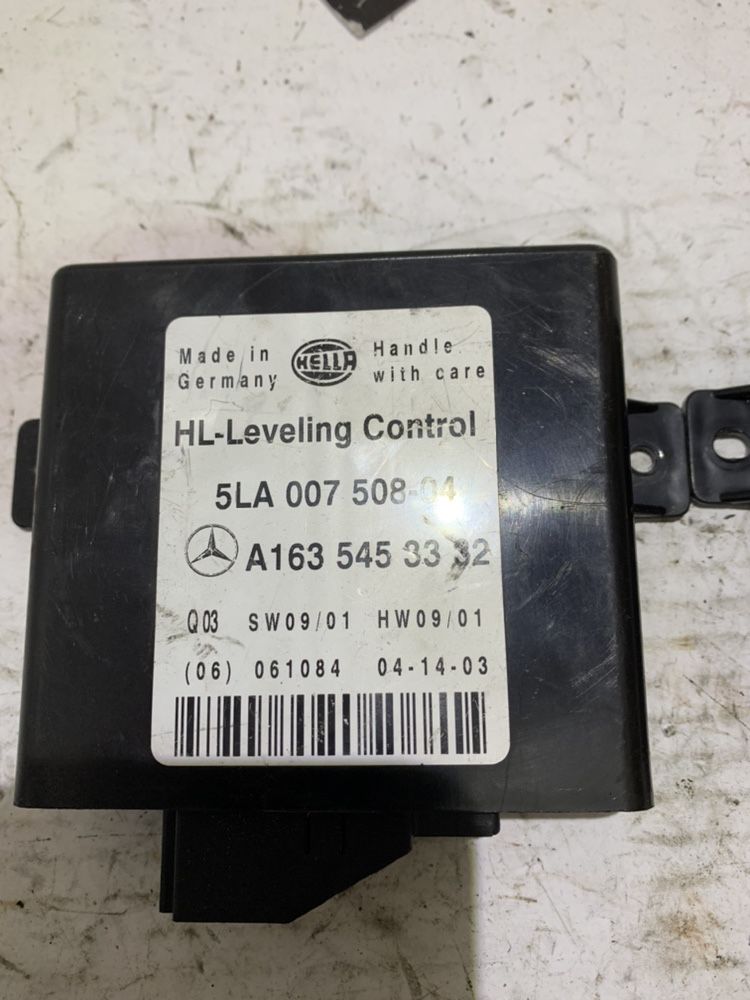 Made in
Germany
HELLA
Handle
with care
HL-Leveling Control
5LA 007 508-04
A163 545 33 32
Q03 SW09/01 HW09/01
(06) 061084 04-14-03